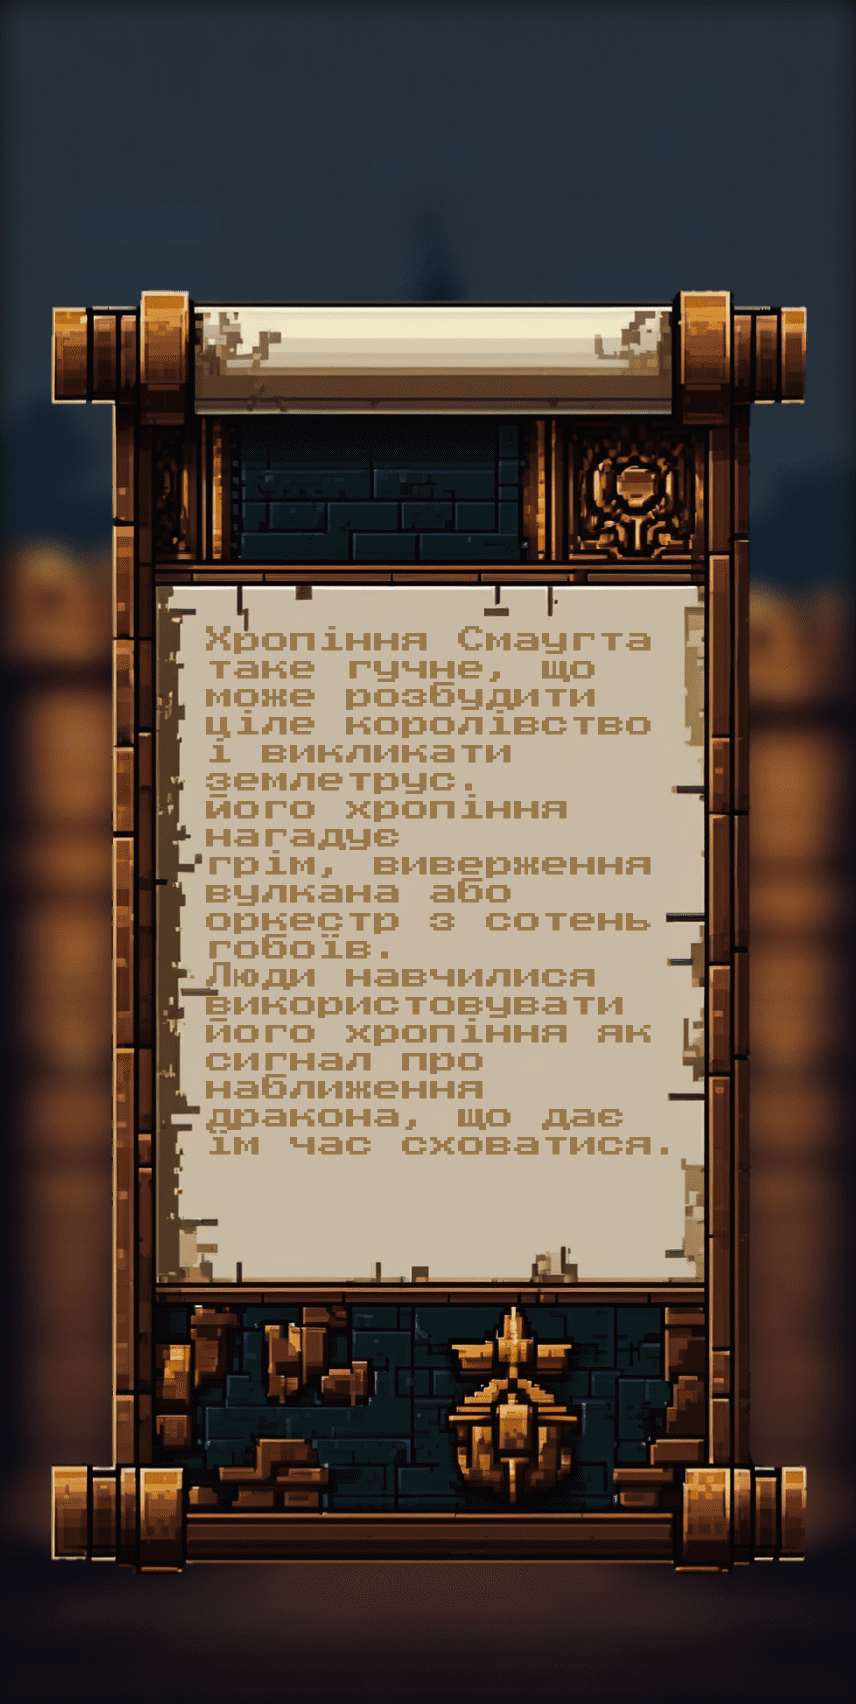 Хропіння Смаугта
таке гучне, що
може розбудити
ціле королівство
і викликати
землетрус.
його хропіння
нагадує
грім, виверження
вулкана або
оркестр з сотень
гобоїв.
Люди навчилися
використовувати
його хропіння як
сигнал про
наближення
дракона, що дає
їм час сховатися.